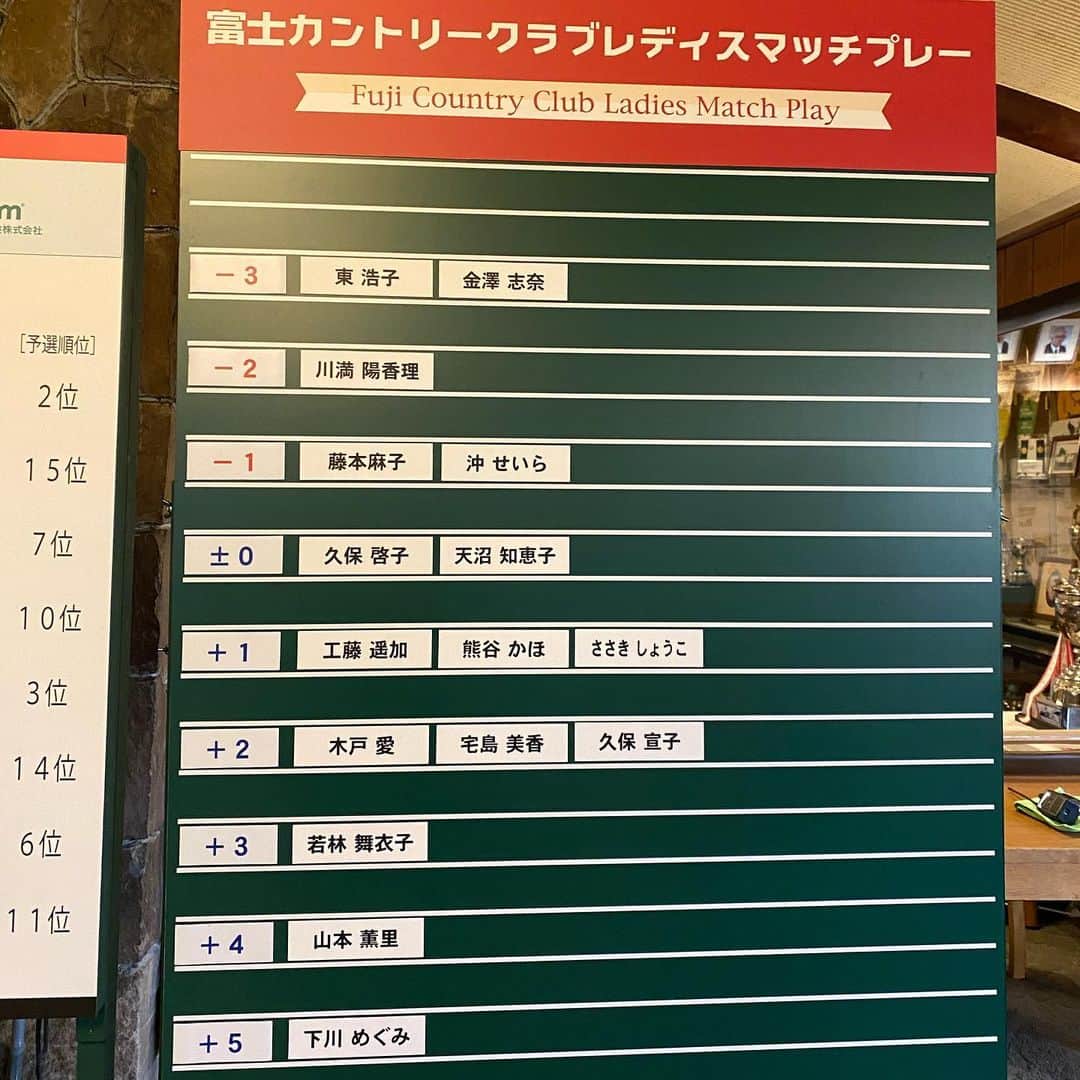 富士カントリークラブレデイスマッチプレー
Fuji Country Club Ladies Match Play
－3 東 浩子 金澤 志奈
－2 川満 陽香理
－1 藤本麻子 沖 せいら
±0 久保 啓子 天沼 知恵子
＋1 工藤 遥加 熊谷 かほ ささき しょうこ
＋2 木戸 愛 宅島 美香 久保 宣子
＋3 若林 舞衣子
＋4 山本 薫里
＋5 下川 めぐみ
m
株式会社
［予選順位］
2位
15位
7位
10位
3位
14位
6位
11位